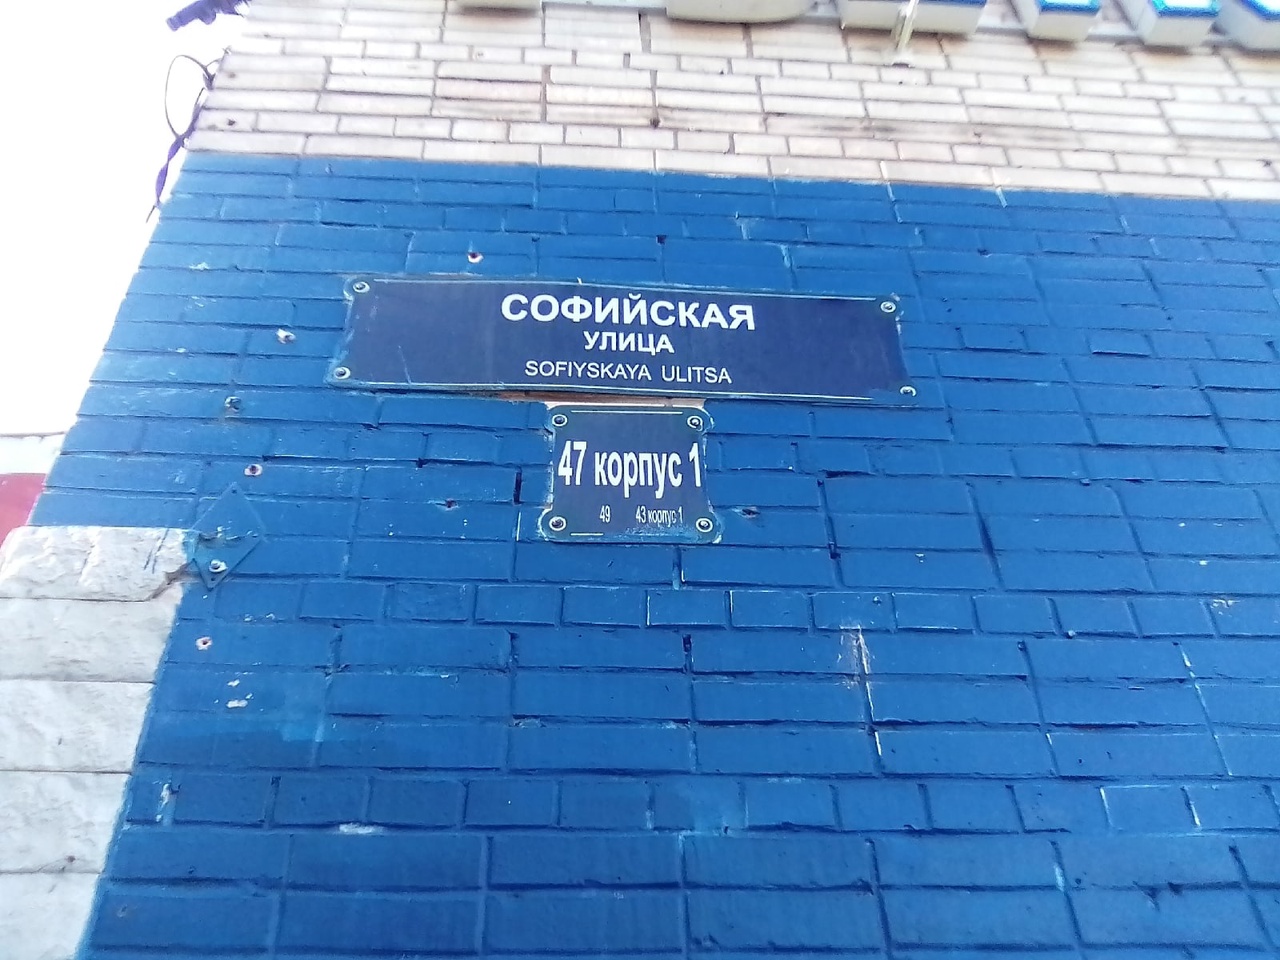 СОФИЙСКАЯ
УЛИЦА
SOFIYSKAYA ULITSA
47 корпус 1
49 43 корпус 1